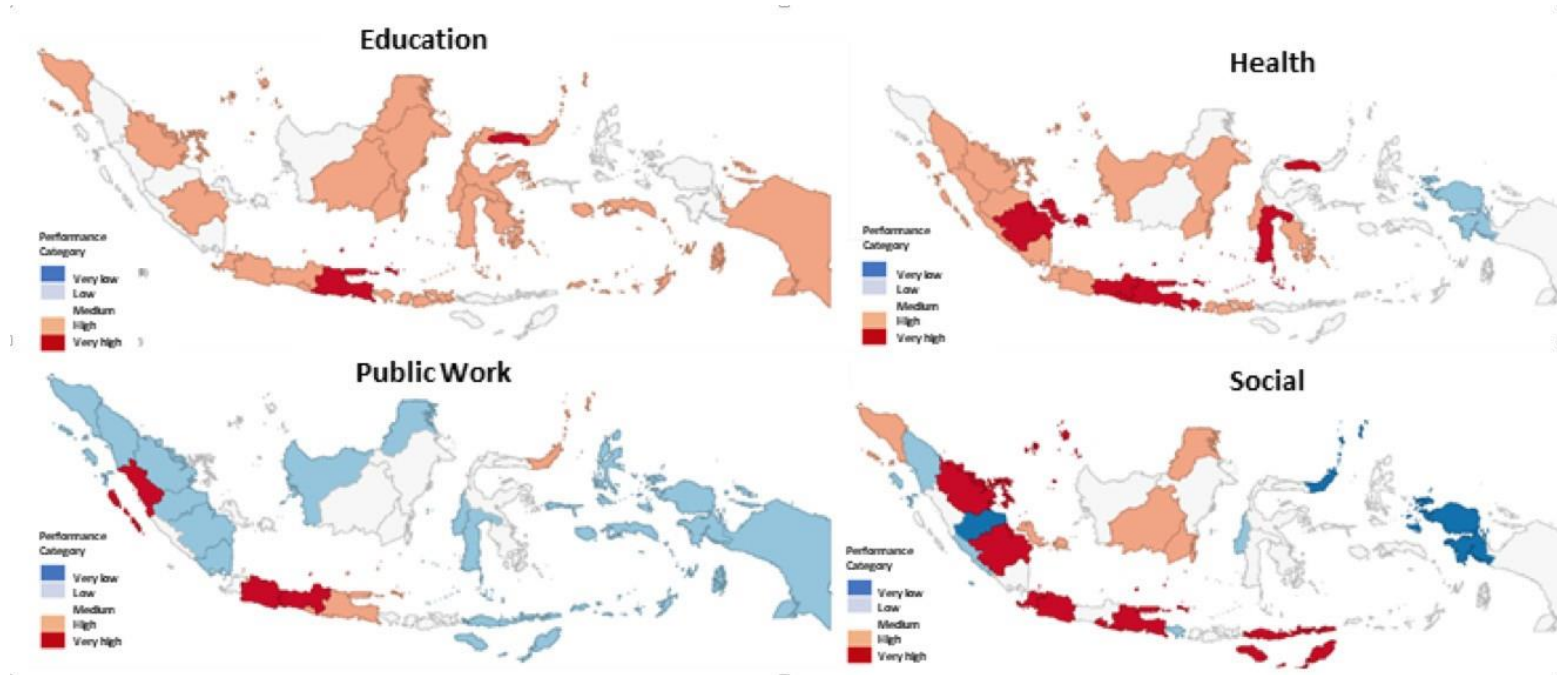 Education
Performance
Category
Very low
Low
Medium
High
Very high
Health
Performance
Category
Very low
Low
Medium
High
Very high
Public Work
Performance
Category
Very low
Low
Medium
High
Very high
Social
Performance
Category
Very low
Low
Medium
High
Very high